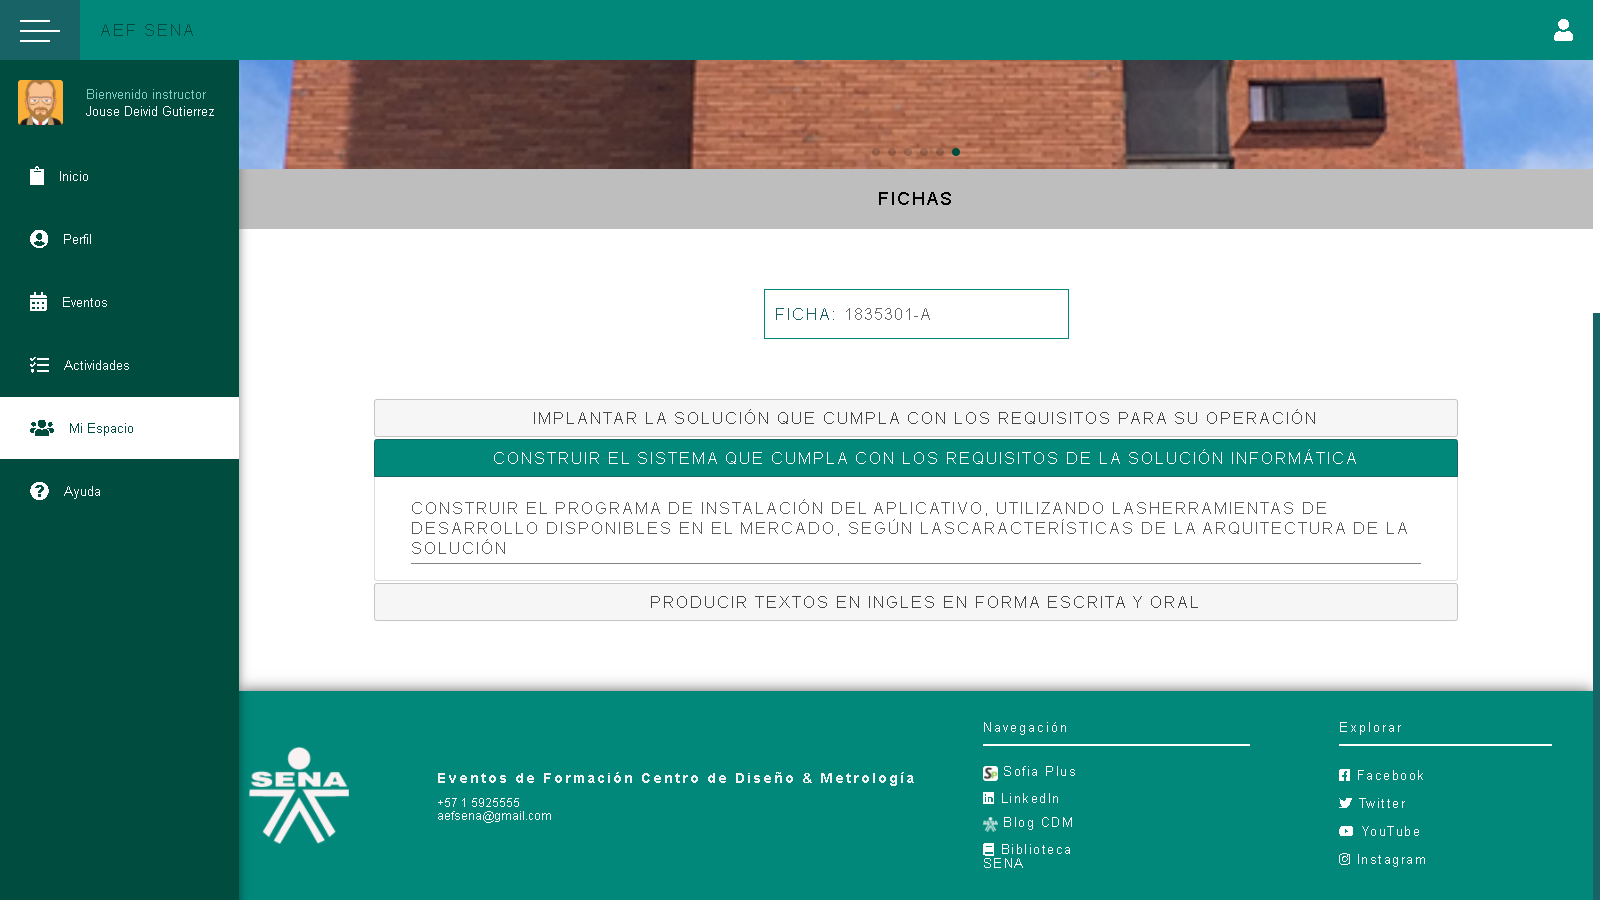 AEF SENA
Bienvenido instructor
Jouse Deivid Gutierrez
Inicio
Perfil
Eventos
Actividades
Mi Espacio
Ayuda
FICHAS
FICHA: 1835301-A
IMPLANTAR LA SOLUCIÓN QUE CUMPLA CON LOS REQUISITOS PARA SU OPERACIÓN
CONSTRUIR EL SISTEMA QUE CUMPLA CON LOS REQUISITOS DE LA SOLUCIÓN INFORMÁTICA
CONSTRUIR EL PROGRAMA DE INSTALACIÓN DEL APLICATIVO, UTILIZANDO LASHERRAMIENTAS DE
DESARROLLO DISPONIBLES EN EL MERCADO, SEGÚN LASCARACTERÍSTICAS DE LA ARQUITECTURA DE LA
SOLUCIÓN
PRODUCIR TEXTOS EN INGLES EN FORMA ESCRITA Y ORAL
SENA
Eventos de Formación Centro de Diseño & Metrología
+57 1 5925555
aefsena@gmail.com
Navegación
Sofia Plus
LinkedIn
Blog CDM
Biblioteca
SENA
Explorar
Facebook
Twitter
YouTube
Instagram